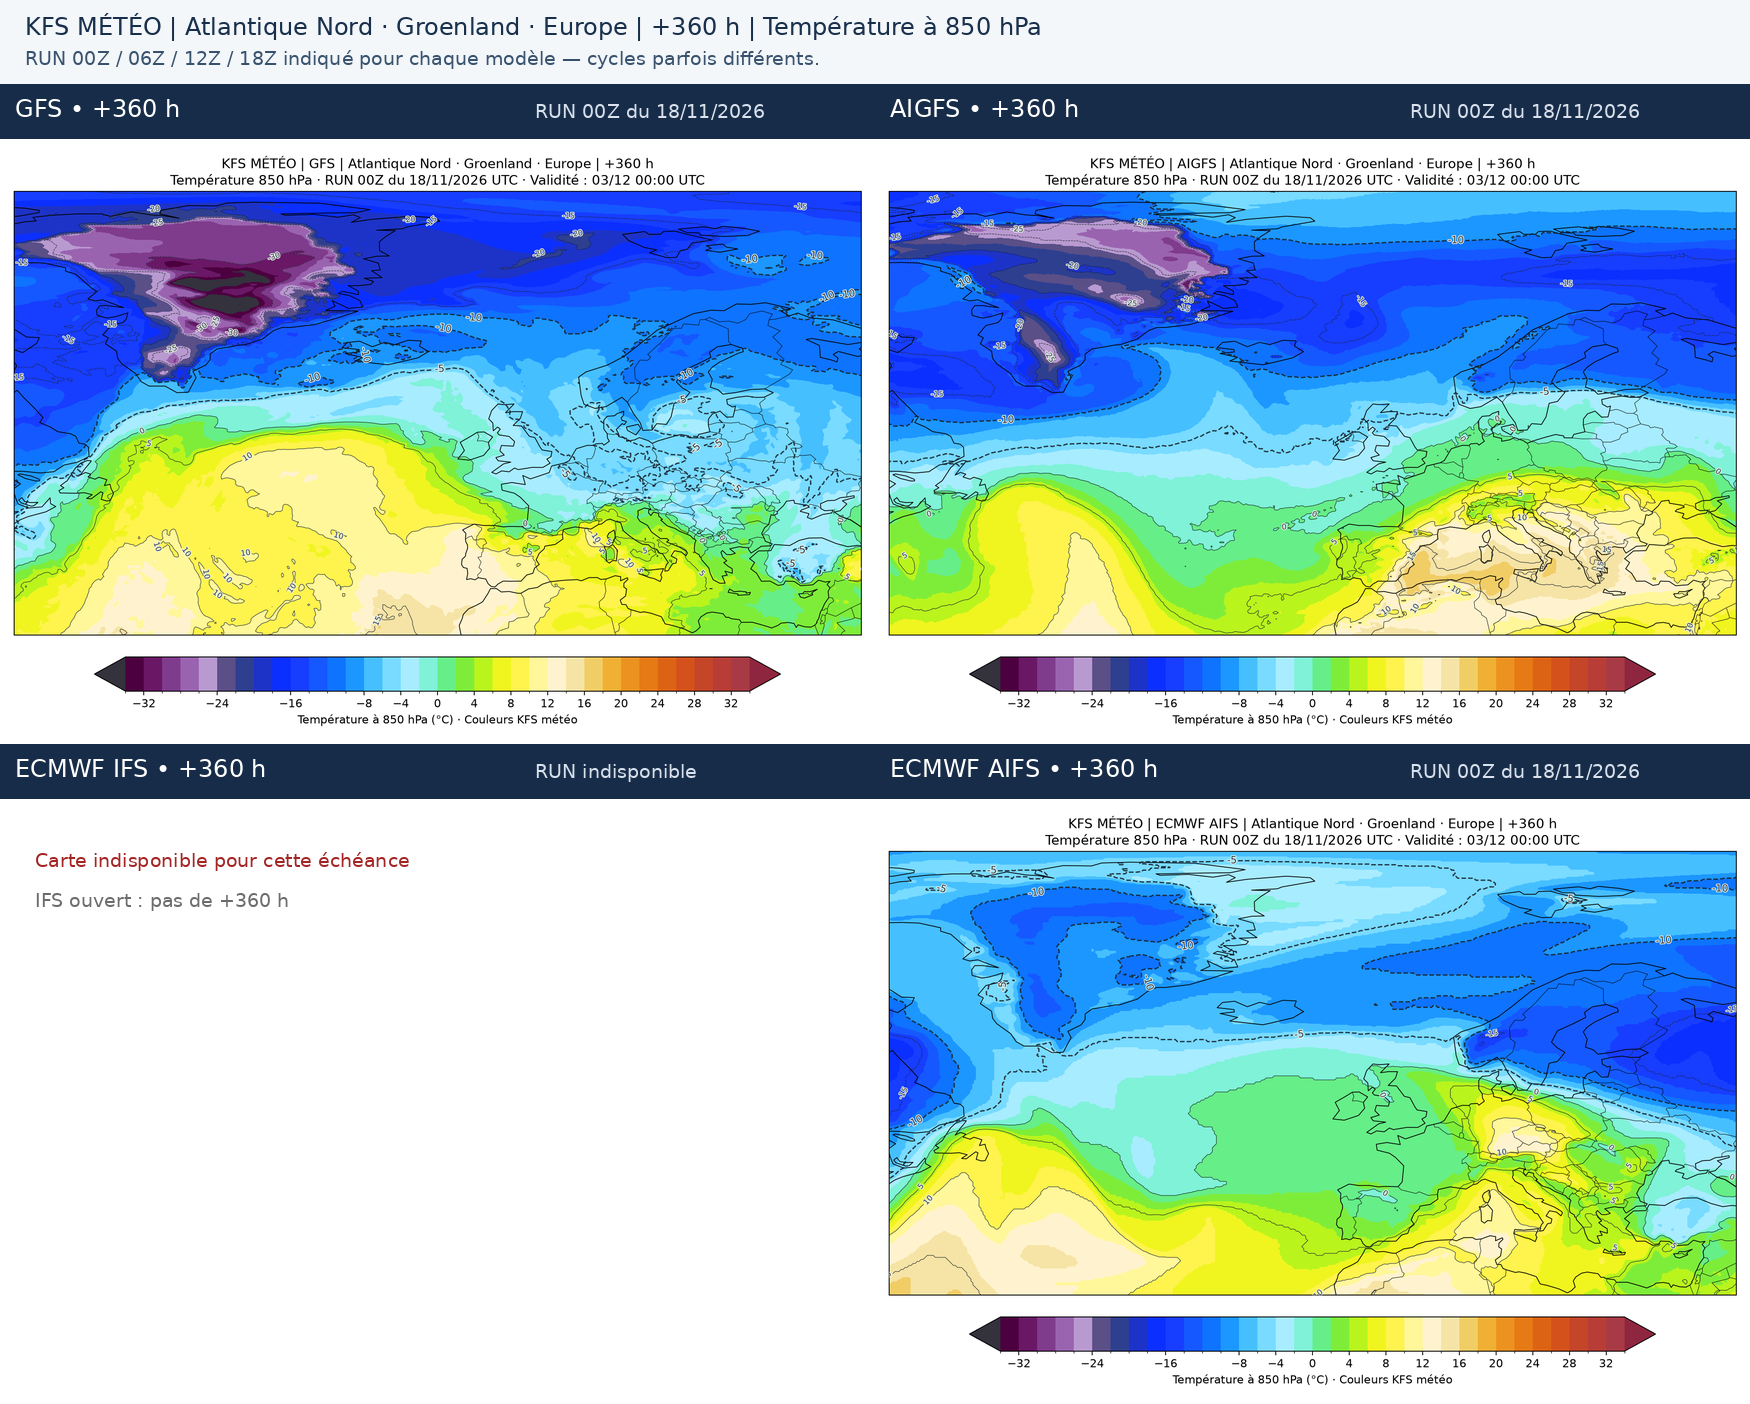 KFS MÉTÉO | Atlantique Nord · Groenland · Europe | +360 h | Température à 850 hPa
RUN 00Z / 06Z / 12Z / 18Z indiqué pour chaque modèle — cycles parfois différents.
GFS • +360 h
RUN 00Z du 18/11/2026
AIGFS • +360 h
RUN 00Z du 18/11/2026
KFS MÉTÉO | GFS | Atlantique Nord · Groenland · Europe | +360 h
Température 850 hPa · RUN 00Z du 18/11/2026 UTC · Validité : 03/12 00:00 UTC
KFS MÉTÉO | AIGFS | Atlantique Nord · Groenland · Europe | +360 h
Température 850 hPa · RUN 00Z du 18/11/2026 UTC · Validité : 03/12 00:00 UTC
−32 −24 −16 −8 −4 0 4 8 12 16 20 24 28 32
Température à 850 hPa (°C) · Couleurs KFS météo
−32 −24 −16 −8 −4 0 4 8 12 16 20 24 28 32
Température à 850 hPa (°C) · Couleurs KFS météo
ECMWF IFS • +360 h
RUN indisponible
ECMWF AIFS • +360 h
RUN 00Z du 18/11/2026
Carte indisponible pour cette échéance
IFS ouvert : pas de +360 h
KFS MÉTÉO | ECMWF AIFS | Atlantique Nord · Groenland · Europe | +360 h
Température 850 hPa · RUN 00Z du 18/11/2026 UTC · Validité : 03/12 00:00 UTC
−32 −24 −16 −8 −4 0 4 8 12 16 20 24 28 32
Température à 850 hPa (°C) · Couleurs KFS météo